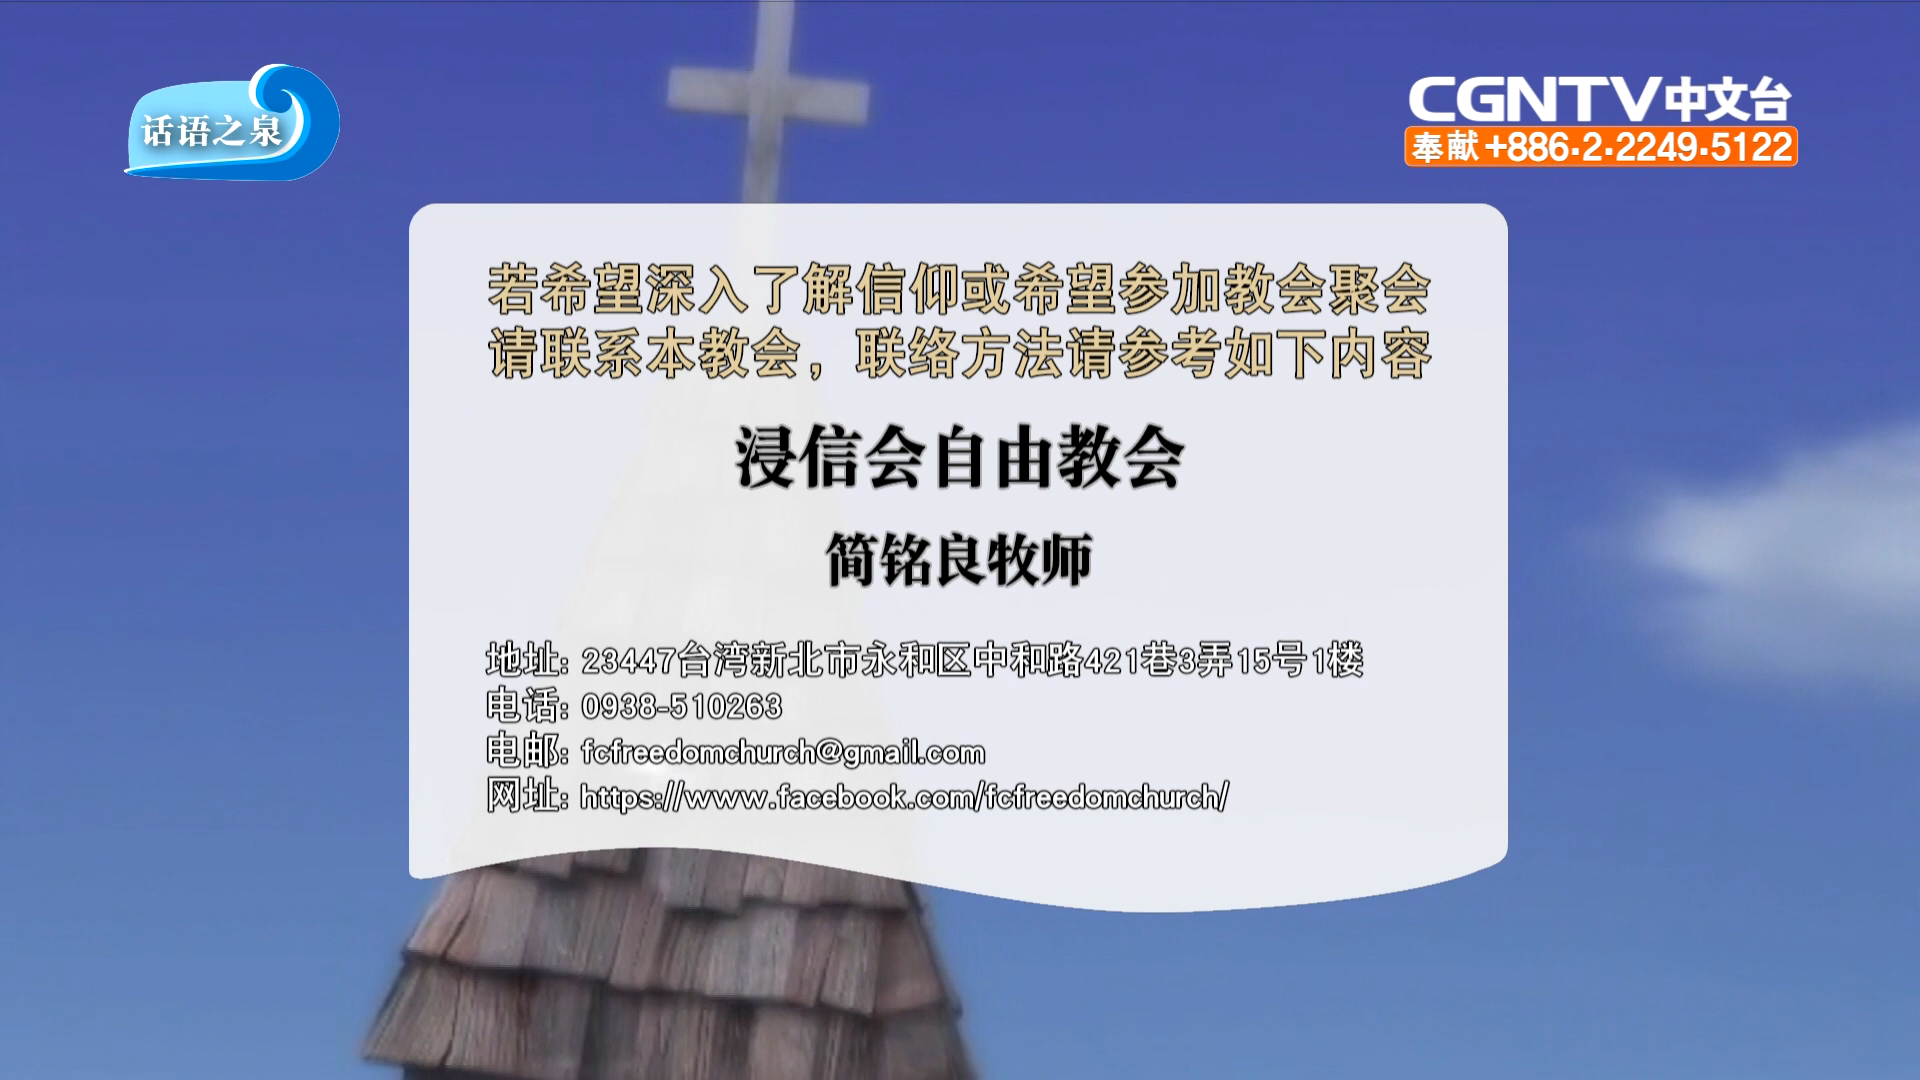 话语之泉
CGNTV中文台
奉献 +886·2·2249·5122
若希望深入了解信仰或希望参加教会聚会
请联系本教会，联络方法请参考如下内容
浸信会自由教会
简铭良牧师
地址: 23447台湾新北市永和区中和路421巷3弄15号1楼
电话: 0938-510263
电邮: fcfreedomchurch@gmail.com
网址: https://www.facebook.com/fcfreedomchurch/